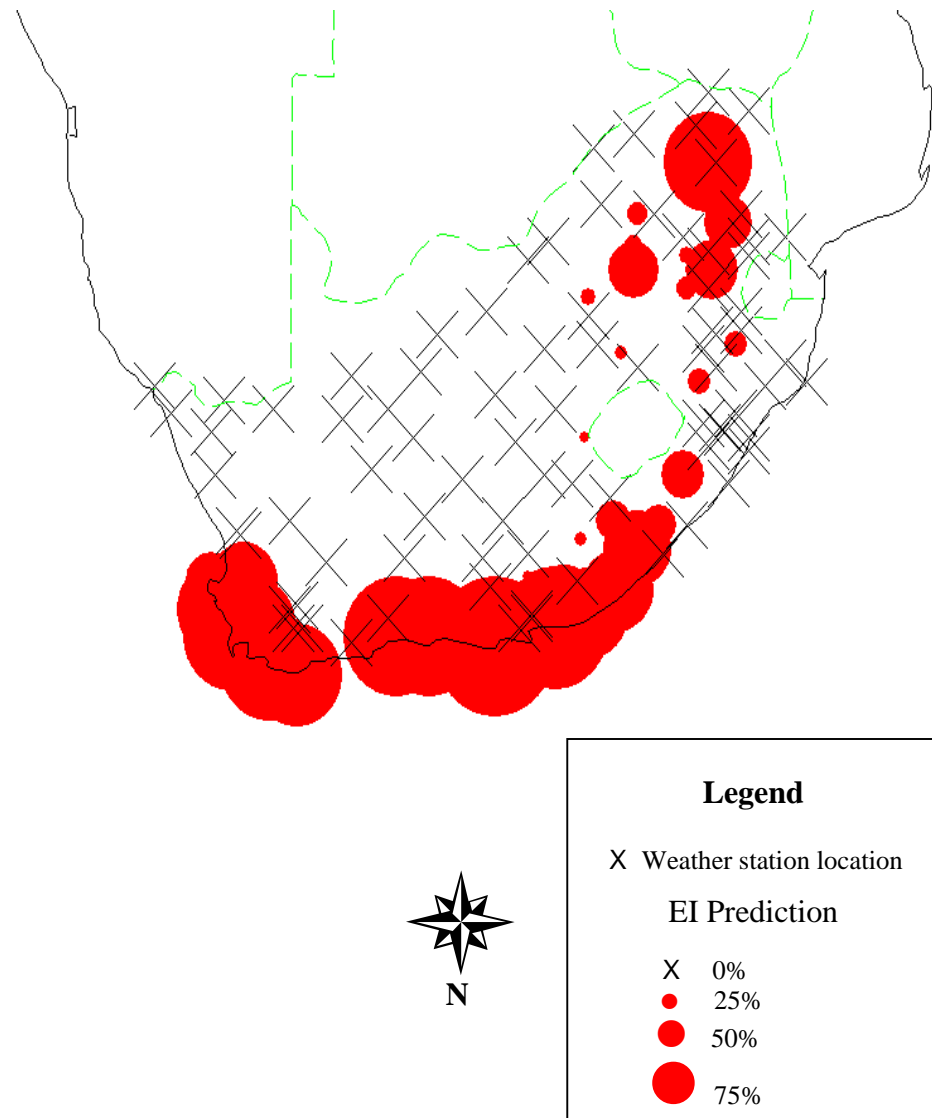 N
Legend
X Weather station location
EI Prediction
X 0%
25%
50%
75%